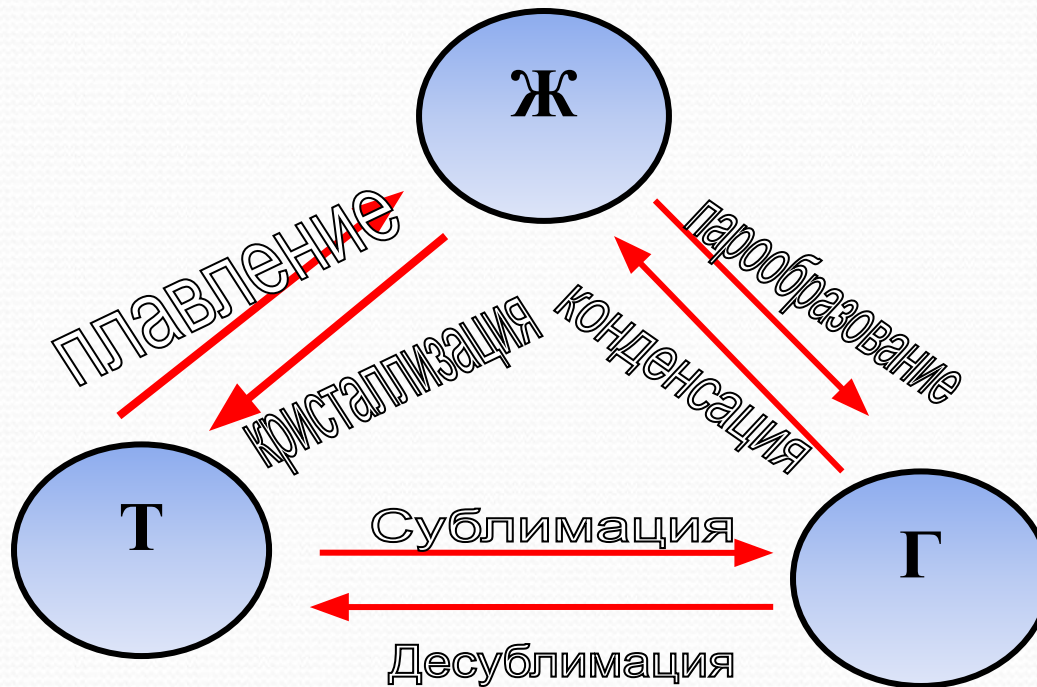 Ж
плавление
парообразование
кристаллизация
конденсация
Т
Сублимация
Г
Десублимация